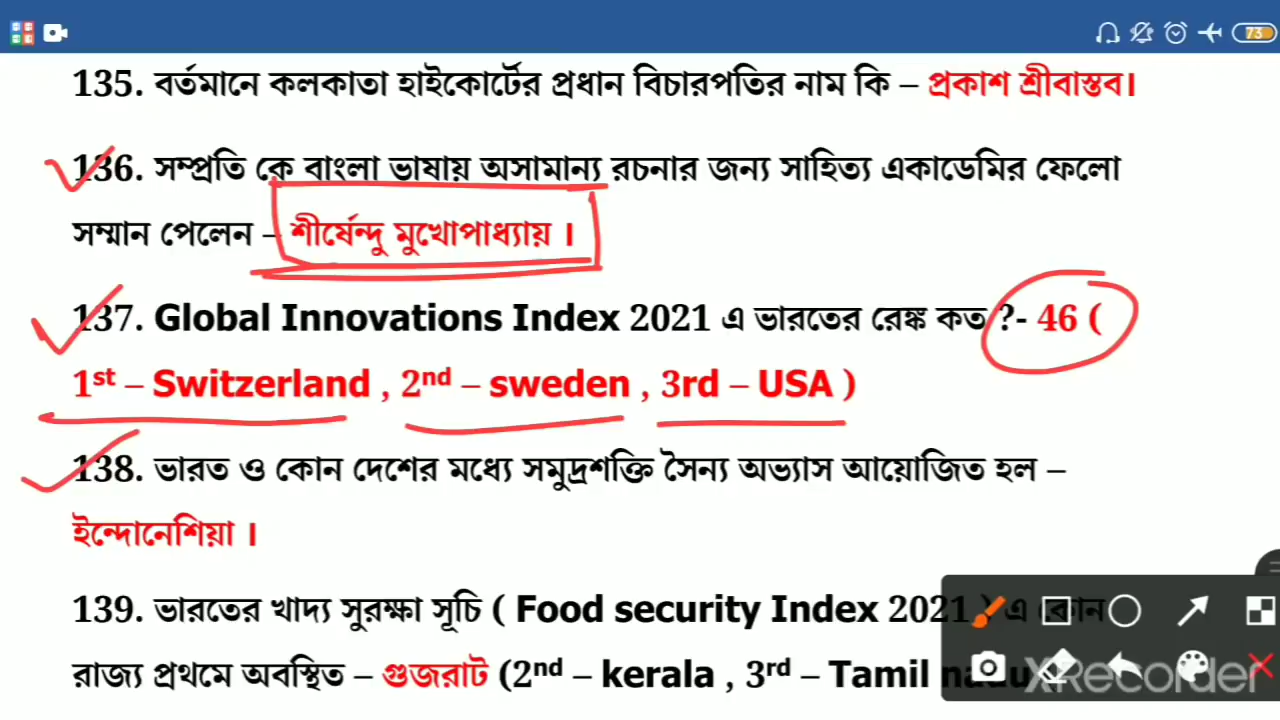 73
135. বর্তমানে কলকাতা হাইকোর্টের প্রধান বিচারপতির নাম কি – প্রকাশ শ্রীবাস্তব।
136. সম্প্রতি কে বাংলা ভাষায় অসামান্য রচনার জন্য সাহিত্য একাডেমির ফেলো
সম্মান পেলেন – শীর্ষেন্দু মুখোপাধ্যায় ।
137. Global Innovations Index 2021 এ ভারতের রেঙ্ক কত ?- 46 (
1st – Switzerland , 2nd – sweden , 3rd – USA )
138. ভারত ও কোন দেশের মধ্যে সমুদ্রশক্তি সৈন্য অভ্যাস আয়োজিত হল –
ইন্দোনেশিয়া ।
139. ভারতের খাদ্য সুরক্ষা সূচি ( Food security Index 2021 ) এ কোন
রাজ্য প্রথমে অবস্থিত – গুজরাট (2nd – kerala , 3rd – Tamil nadu
XRecorder